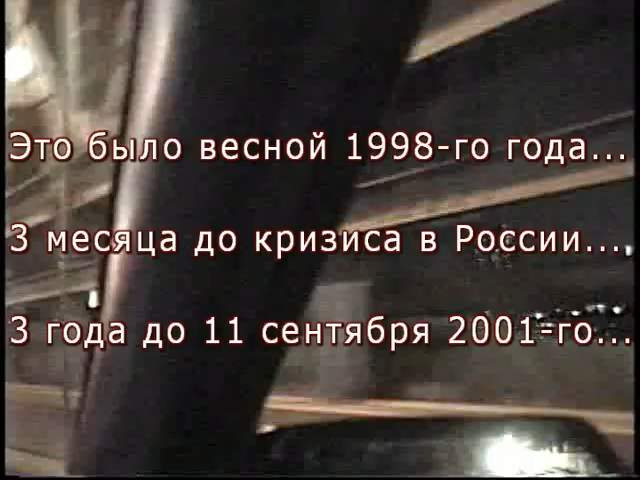 Это было весной 1998-го года...
3 месяца до кризиса в России...
3 года до 11 сентября 2001-го...